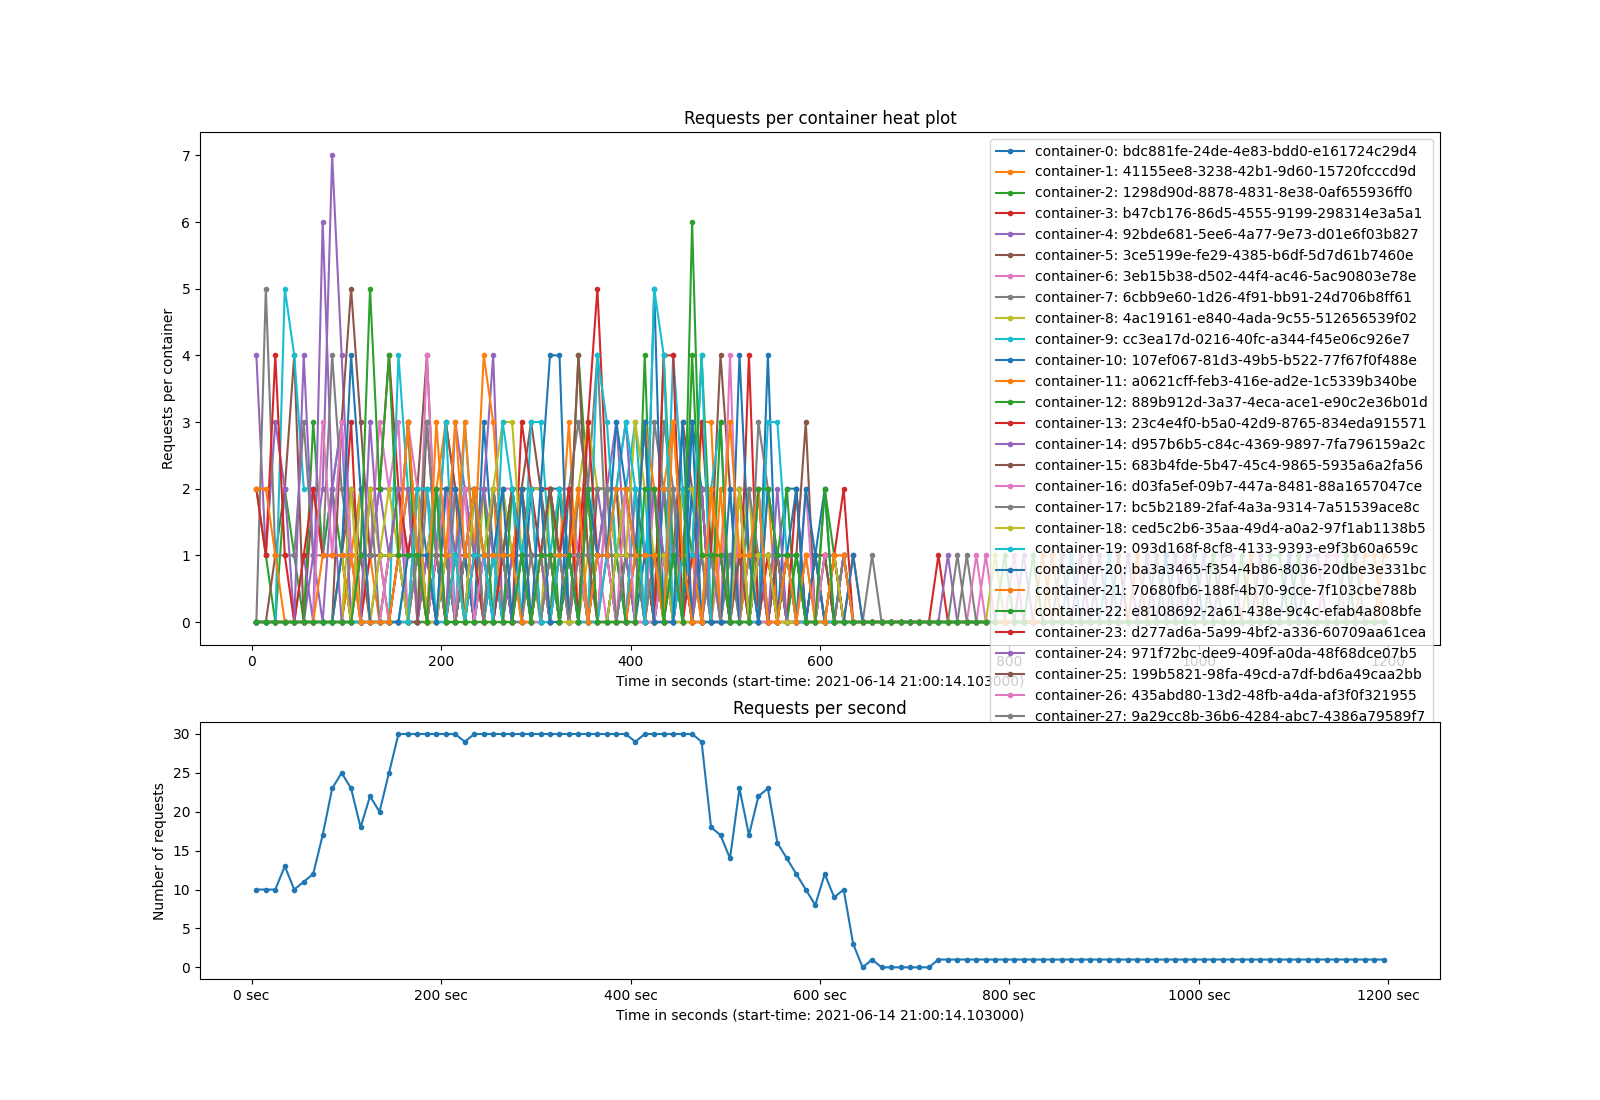 Requests per container heat plot
Requests per container
7
6
5
4
3
2
1
0
container-0: bdc881fe-24de-4e83-bdd0-e161724c29d4
container-1: 41155ee8-3238-42b1-9d60-15720fcccd9d
container-2: 1298d90d-8878-4831-8e38-0af655936ff0
container-3: b47cb176-86d5-4555-9199-298314e3a5a1
container-4: 92bde681-5ee6-4a77-9e73-d01e6f03b827
container-5: 3ce5199e-fe29-4385-b6df-5d7d61b7460e
container-6: 3eb15b38-d502-44f4-ac46-5ac90803e78e
container-7: 6cbb9e60-1d26-4f91-bb91-24d706b8ff61
container-8: 4ac19161-e840-4ada-9c55-512656539f02
container-9: cc3ea17d-0216-40fc-a344-f45e06c926e7
container-10: 107ef067-81d3-49b5-b522-77f67f0f488e
container-11: a0621cff-feb3-416e-ad2e-1c5339b340be
container-12: 889b912d-3a37-4eca-ace1-e90c2e36b01d
container-13: 23c4e4f0-b5a0-42d9-8765-834eda915571
container-14: d957b6b5-c84c-4369-9897-7fa796159a2c
container-15: 683b4fde-5b47-45c4-9865-5935a6a2fa56
container-16: d03fa5ef-09b7-447a-8481-88a1657047ce
container-17: bc5b2189-2faf-4a3a-9314-7a51539ace8c
container-18: ced5c2b6-35aa-49d4-a0a2-97f1ab1138b5
container-19: 093d168f-8cf8-4133-9393-e9f3b60a659c
container-20: ba3a3465-f354-4b86-8036-20dbe3e331bc
container-21: 70680fb6-188f-4b70-9cce-7f103cbe788b
container-22: e8108692-2a61-438e-9c4c-efab4a808bfe
container-23: d277ad6a-5a99-4bf2-a336-60709aa61cea
container-24: 971f72bc-dee9-409f-a0da-48f68dce07b5
container-25: 199b5821-98fa-49cd-a7df-bd6a49caa2bb
container-26: 435abd80-13d2-48fb-a4da-af3f0f321955
container-27: 9a29cc8b-36b6-4284-abc7-4386a79589f7
0 200 400 600 800 1000 1200
Time in seconds (start-time: 2021-06-14 21:00:14.103000)
Requests per second
Number of requests
30
25
20
15
10
5
0
0 sec 200 sec 400 sec 600 sec 800 sec 1000 sec 1200 sec
Time in seconds (start-time: 2021-06-14 21:00:14.103000)